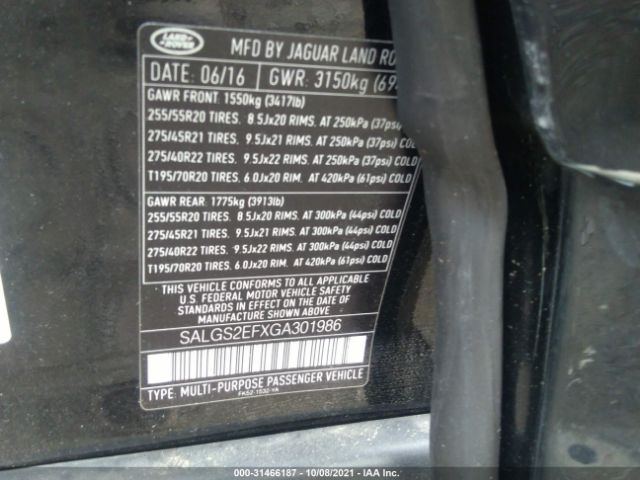 LAND ROVER
MFD BY JAGUAR LAND RO
DATE: 06/16 GWR: 3150kg (69
GAWR FRONT: 1550kg (3417lb)
255/55R20 TIRES. 8.5Jx20 RIMS. AT 250kPa (37psi
275/45R21 TIRES. 9.5Jx21 RIMS. AT 250kPa (37psi) CO
275/40R22 TIRES. 9.5Jx22 RIMS. AT 250kPa (37psi) COLD
T195/70R20 TIRES. 6.0Jx20 RIM. AT 420kPa (61psi) COLD
GAWR REAR: 1775kg (3913lb)
255/55R20 TIRES. 8.5Jx20 RIMS. AT 300kPa (44psi) COLD
275/45R21 TIRES. 9.5Jx21 RIMS. AT 300kPa (44psi) COLD
275/40R22 TIRES. 9.5Jx22 RIMS. AT 300kPa (44psi) COLD
T195/70R20 TIRES. 6.0Jx20 RIM. AT 420kPa (61psi) COLD
THIS VEHICLE CONFORMS TO ALL APPLICABLE
U.S. FEDERAL MOTOR VEHICLE SAFETY
STANDARDS IN EFFECT ON THE DATE OF
MANUFACTURE SHOWN ABOVE.
SALGS2EFXGA301986
TYPE: MULTI-PURPOSE PASSENGER VEHICLE
000-31466187 - 10/08/2021 - IAA Inc.